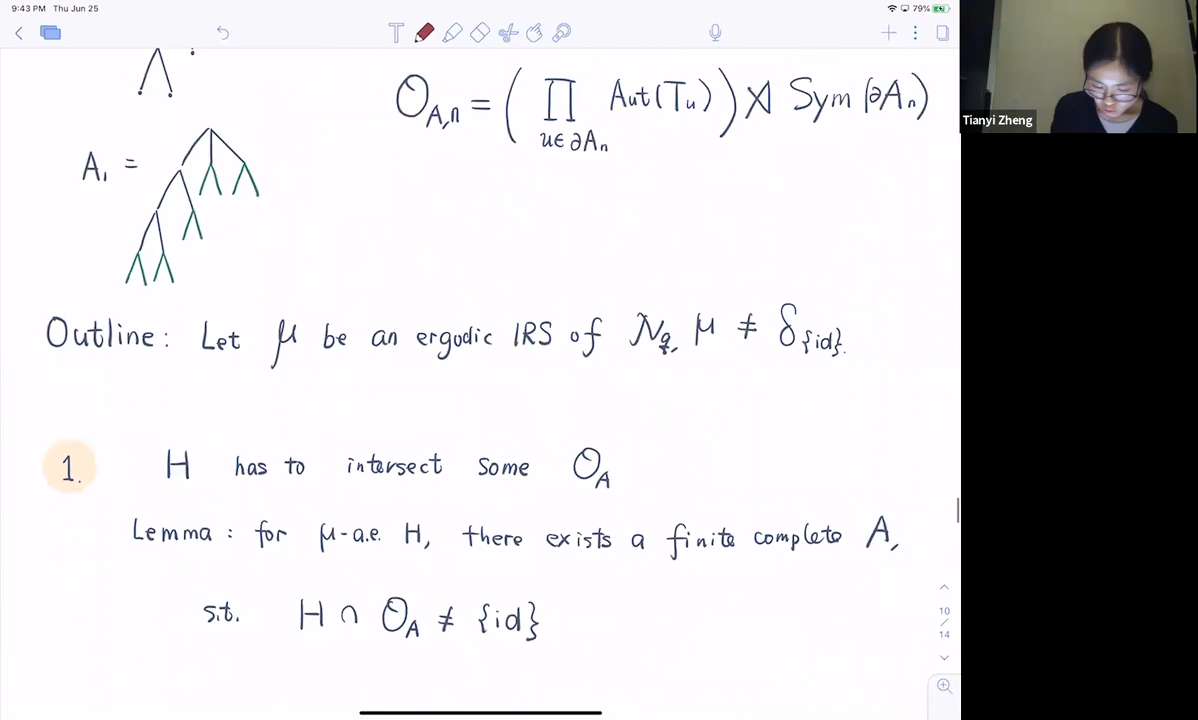 9:43 PM Thu Jun 25
79%
O_{A,n} = ( ∏_{u∈∂A_n} Aut(T_u) ) ⋊ Sym(∂A_n)
Tianyi Zheng
A_1 =
Outline: Let μ be an ergodic IRS of N_q, μ ≠ δ_{id}.
1. H has to intersect some O_A
Lemma: for μ-a.e. H, there exists a finite complete A,
s.t. H ∩ O_A ≠ {id}
10
/
14